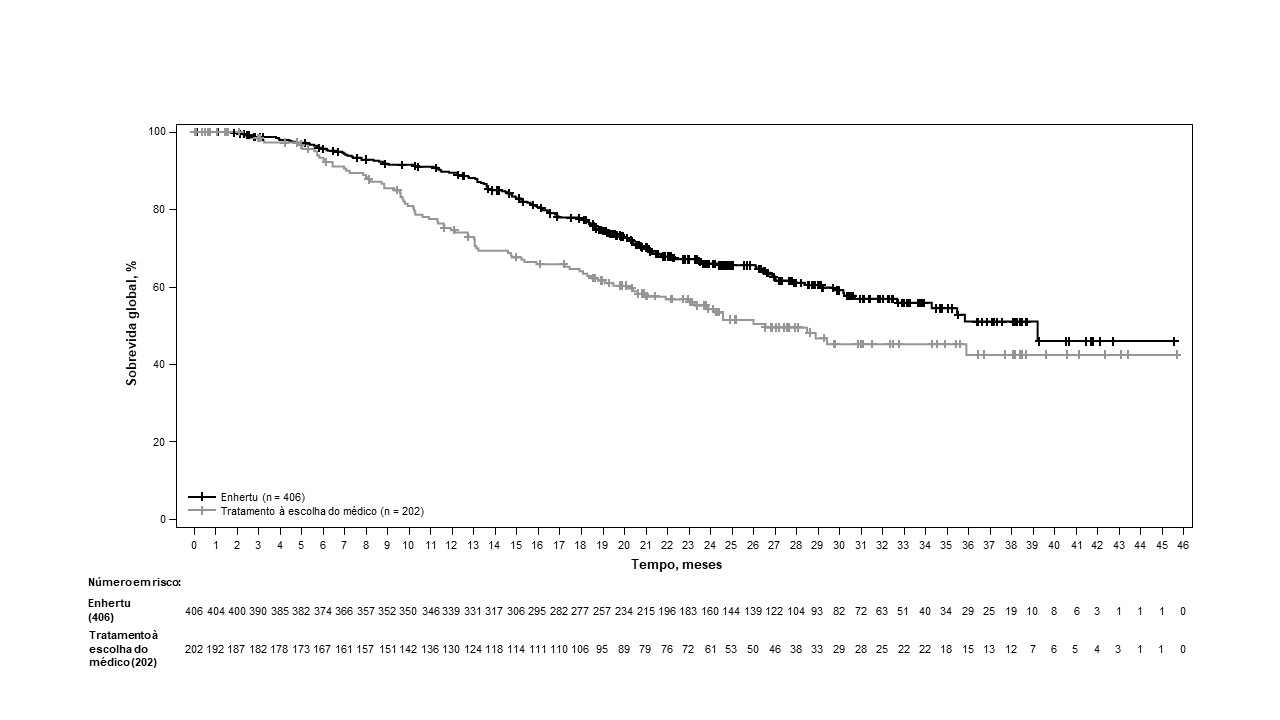 100
80
60
40
20
0
Sobrevida global, %
Enhertu (n = 406)
Tratamento à escolha do médico (n = 202)
0 1 2 3 4 5 6 7 8 9 10 11 12 13 14 15 16 17 18 19 20 21 22 23 24 25 26 27 28 29 30 31 32 33 34 35 36 37 38 39 40 41 42 43 44 45 46
Tempo, meses
Número em risco:
Enhertu
(406)
406 404 400 390 385 382 374 366 357 352 350 346 339 331 317 306 295 282 277 257 234 215 196 183 160 144 139 122 104 93 82 72 63 51 40 34 29 25 19 10 8 6 3 1 1 1 0
Tratamento à
escolha do
médico (202)
202 192 187 182 178 173 167 161 157 151 142 136 130 124 118 114 111 110 106 95 89 79 76 72 61 53 50 46 38 33 29 28 25 22 22 18 15 13 12 7 6 5 4 3 1 1 0